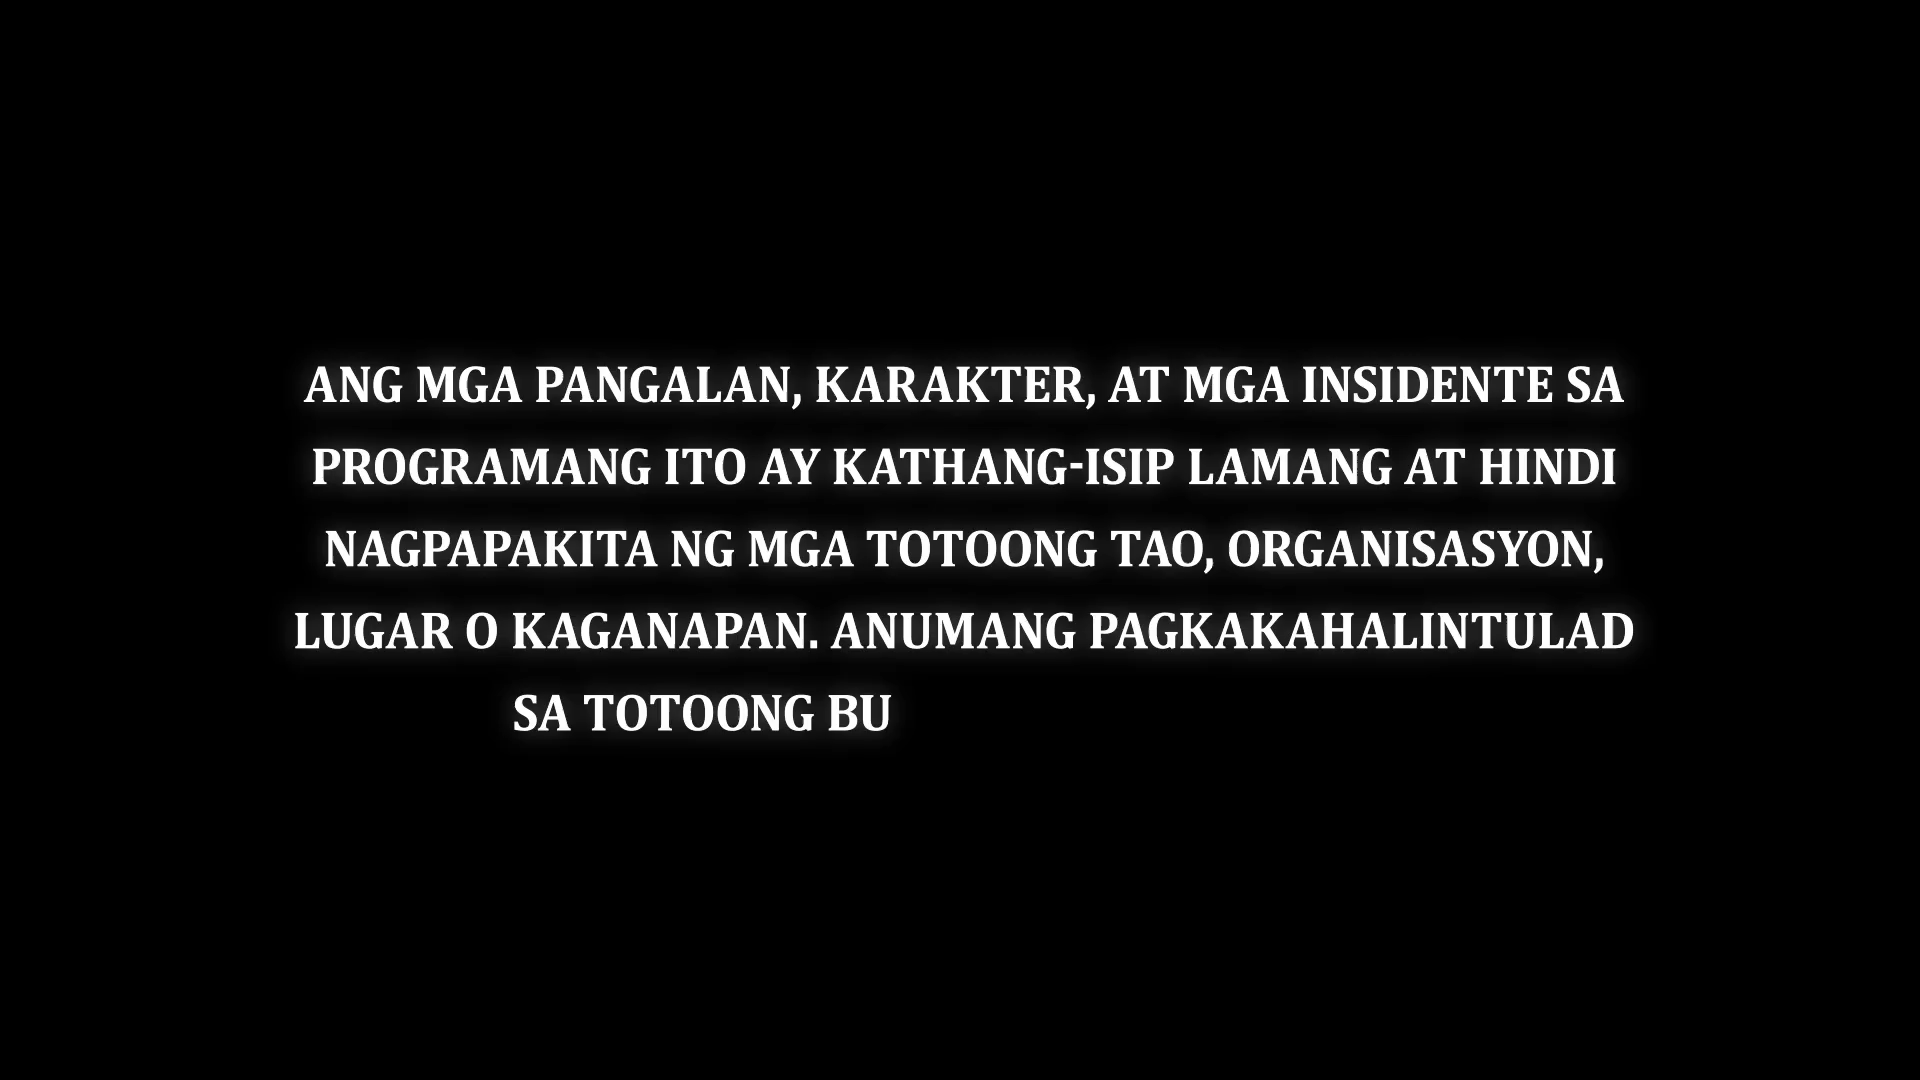 ANG MGA PANGALAN, KARAKTER, AT MGA INSIDENTE SA
PROGRAMANG ITO AY KATHANG-ISIP LAMANG AT HINDI
NAGPAPAKITA NG MGA TOTOONG TAO, ORGANISASYON,
LUGAR O KAGANAPAN. ANUMANG PAGKAKAHALINTULAD
SA TOTOONG BU